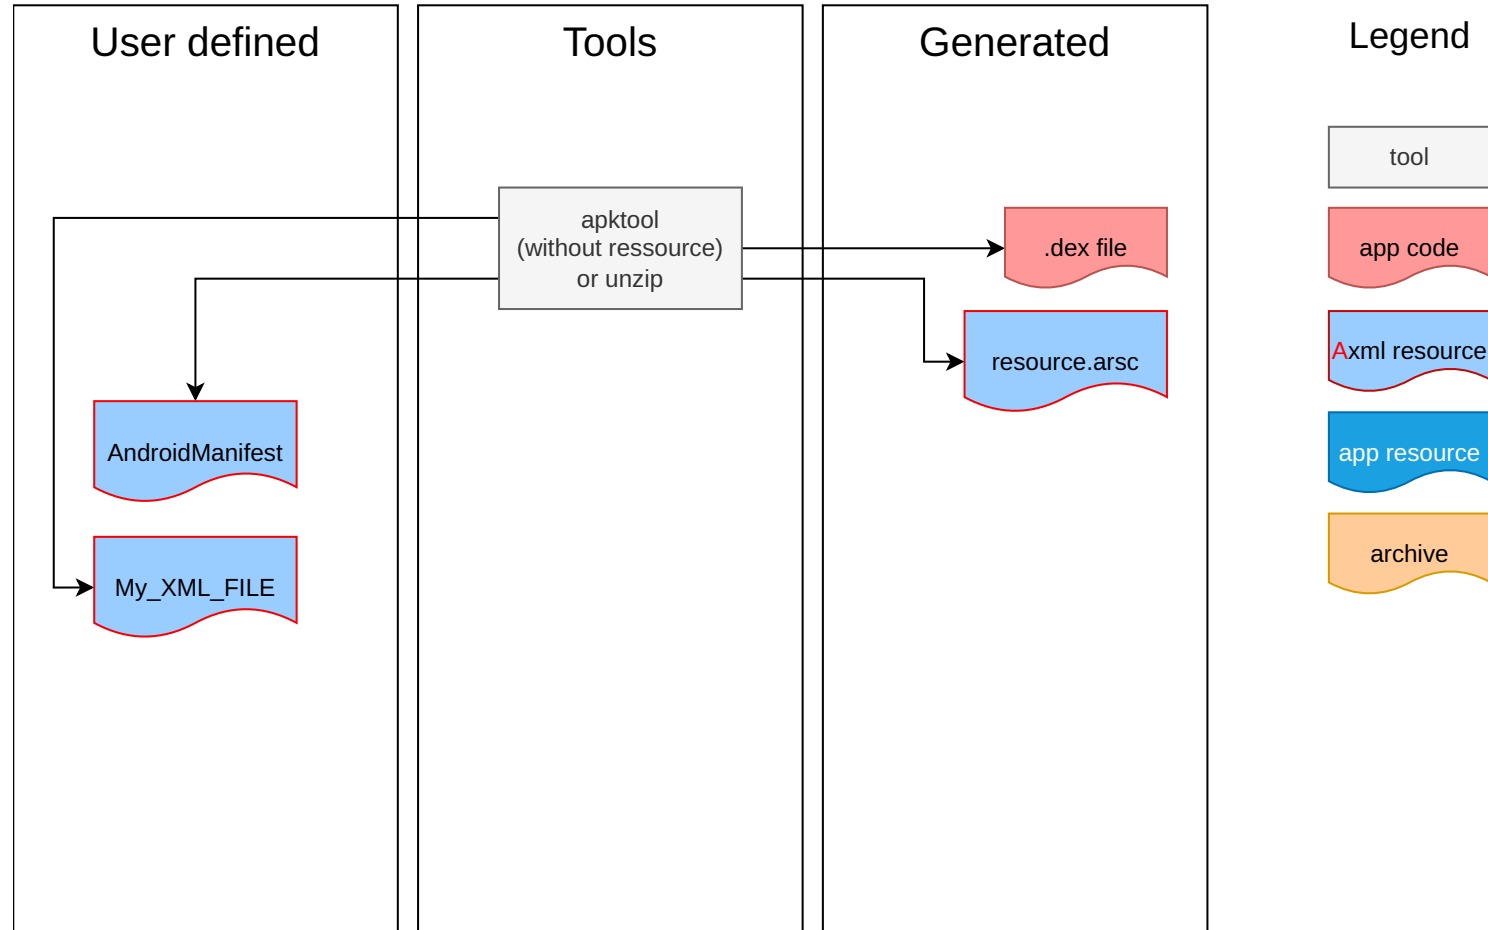 User defined
Tools
Generated
Legend
apktool
(without ressource)
or unzip
.dex file
resource.arsc
AndroidManifest
My_XML_FILE
tool
app code
Axml resource
app resource
archive